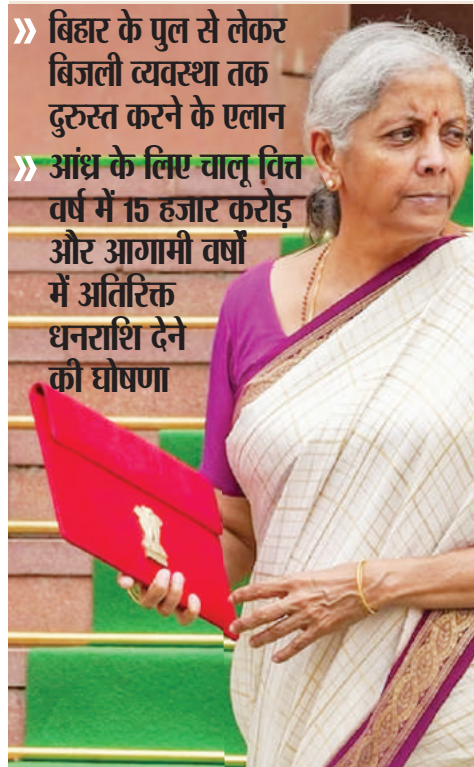 » बिहार के पुल से लेकर
बिजली व्यवस्था तक
दुरुस्त करने के एलान
» आंध्र के लिए चालू वित्त
वर्ष में 15 हजार करोड़
और आगामी वर्षों
में अतिरिक्त
धनराशि देने
की घोषणा